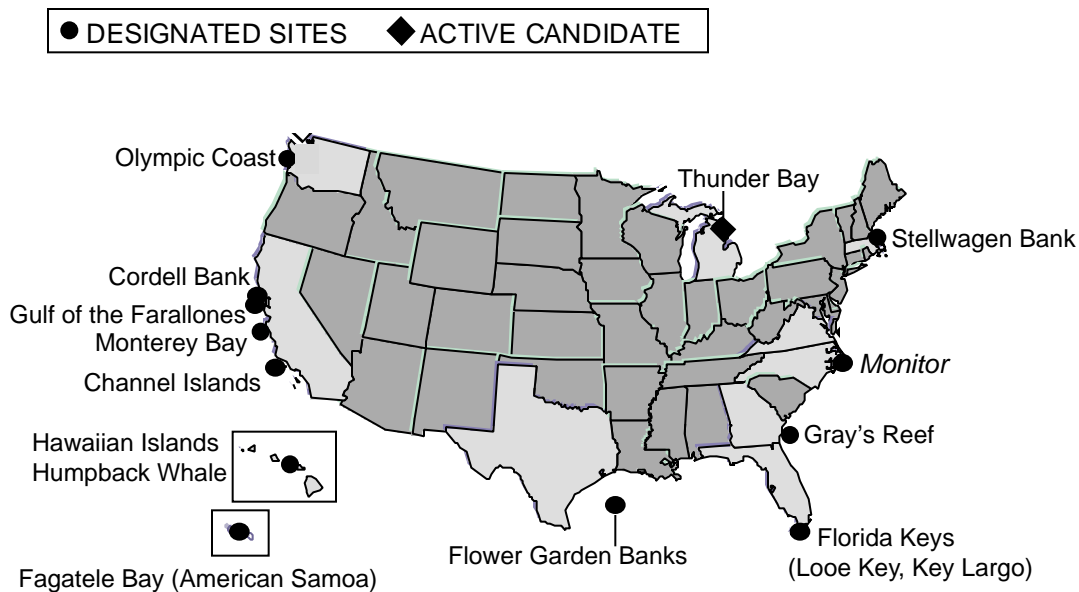 DESIGNATED SITES ACTIVE CANDIDATE
Olympic Coast
Thunder Bay
Stellwagen Bank
Cordell Bank
Gulf of the Farallones
Monterey Bay
Monitor
Channel Islands
Gray's Reef
Hawaiian Islands
Humpback Whale
Florida Keys
(Looe Key, Key Largo)
Flower Garden Banks
Fagatele Bay (American Samoa)